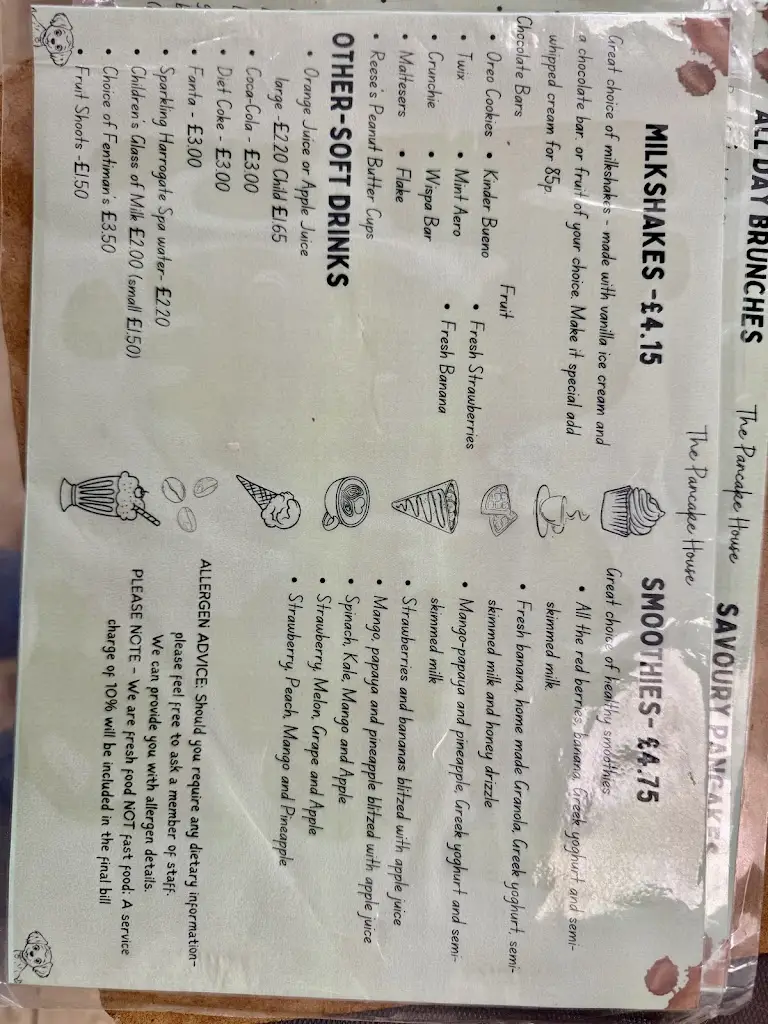 ALL DAY BRUNCHES
The Pancake House
SAVOURY PANCAKES
The Pancake House
MILKSHAKES -£4.15
Great choice of milkshakes - made with vanilla ice cream and
a chocolate bar. or fruit of your choice. Make it special add
whipped cream for 85p
Chocolate Bars
• Oreo Cookies • Kinder Bueno
• Twix • Mint Aero
• Crunchie • Wispa Bar
• Maltesers • Flake
• Reese's Peanut Butter Cups
Fruit
• Fresh Strawberries
• Fresh Banana
OTHER-SOFT DRINKS
• Orange Juice or Apple Juice
large -£2.20 Child £1.65
• Coca-Cola - £3.00
• Diet Coke - £3.00
• Fanta - £3.00
• Sparkling Harrogate Spa water- £2.20
• Children's Glass of Milk £2.00 (small £1.50)
• Choice of Fentiman's £3.50
• Fruit Shoots -£1.50
SMOOTHIES- £4.75
Great choice of healthy smoothies
• All the red berries, banana, Greek yoghurt and semi-
skimmed milk
• Fresh banana, home made Granola, Greek yoghurt, semi-
skimmed milk and honey drizzle
• Mango-papaya and pineapple, Greek yoghurt and semi-
skimmed milk
• Strawberries and bananas blitzed with apple juice
• Mango, papaya and pineapple blitzed with apple juice
• Spinach, Kale, Mango and Apple
• Strawberry, Melon, Grape and Apple
• Strawberry, Peach, Mango and Pineapple
ALLERGEN ADVICE: Should you require any dietary information-
please feel free to ask a member of staff.
We can provide you with allergen details.
PLEASE NOTE - We are fresh food NOT fast food: A service
charge of 10% will be included in the final bill